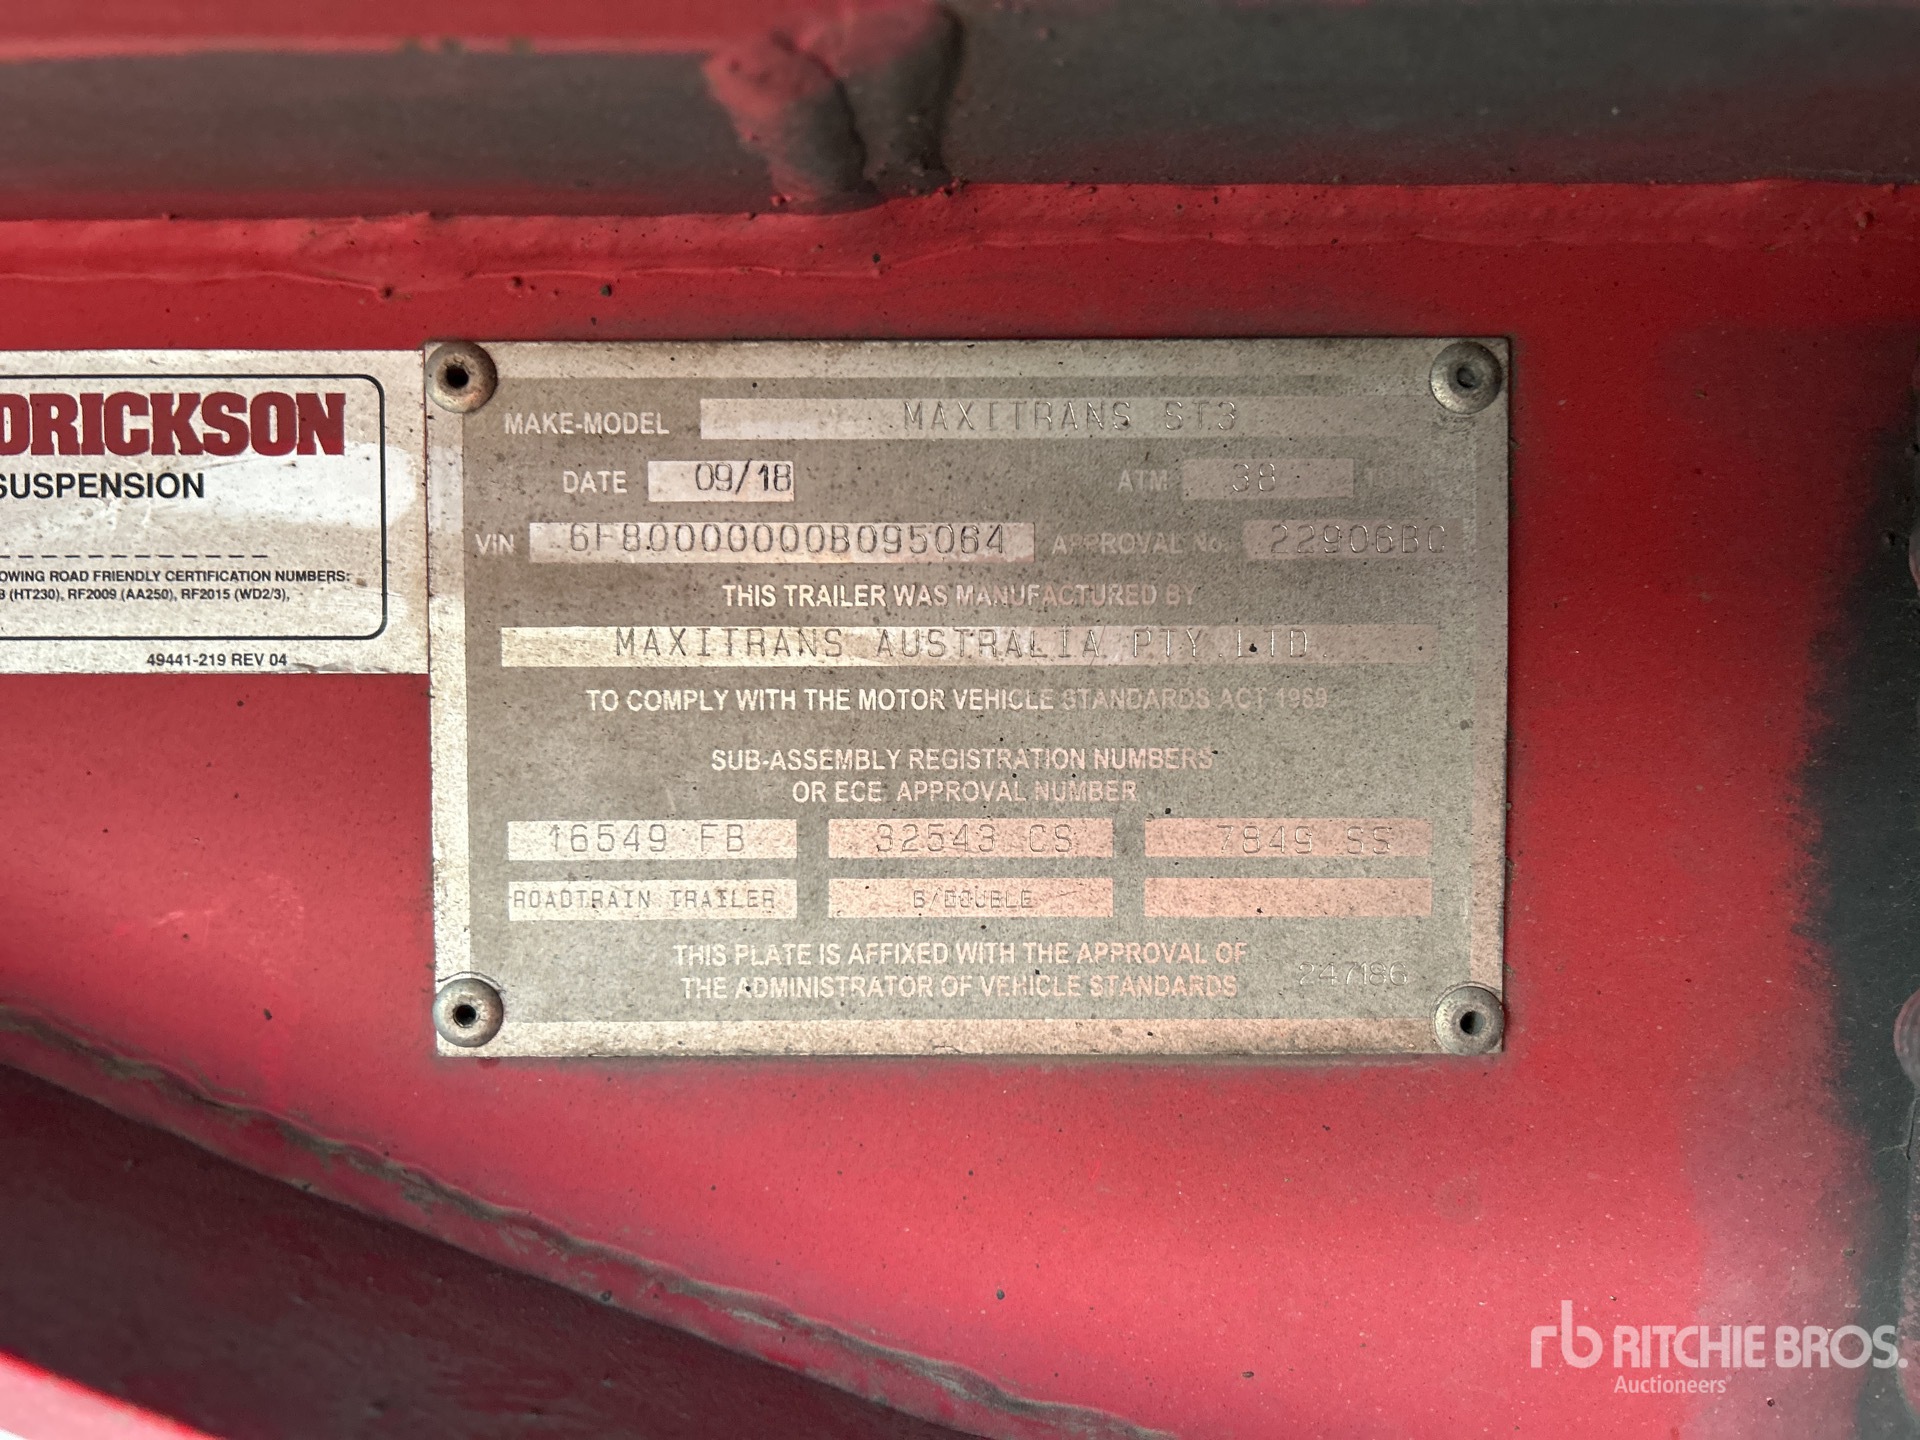 DRICKSON
SUSPENSION
OWING ROAD FRIENDLY CERTIFICATION NUMBERS:
(HT230), RF2009 (AA250), RF2015 (WD2/3),
49441-219 REV 04
MAKE-MODEL MAXITRANS ST3
DATE 09/18 ATM 38
VIN 6F80000000B095064 APPROVAL No. 22906BC
THIS TRAILER WAS MANUFACTURED BY
MAXITRANS AUSTRALIA PTY.LTD.
TO COMPLY WITH THE MOTOR VEHICLE STANDARDS ACT 1989
SUB-ASSEMBLY REGISTRATION NUMBERS
OR ECE APPROVAL NUMBER
16549 FB 32543 CS 7849 SS
ROADTRAIN TRAILER B/DOUBLE
THIS PLATE IS AFFIXED WITH THE APPROVAL OF
THE ADMINISTRATOR OF VEHICLE STANDARDS 247186
rb RITCHIE BROS.
Auctioneers